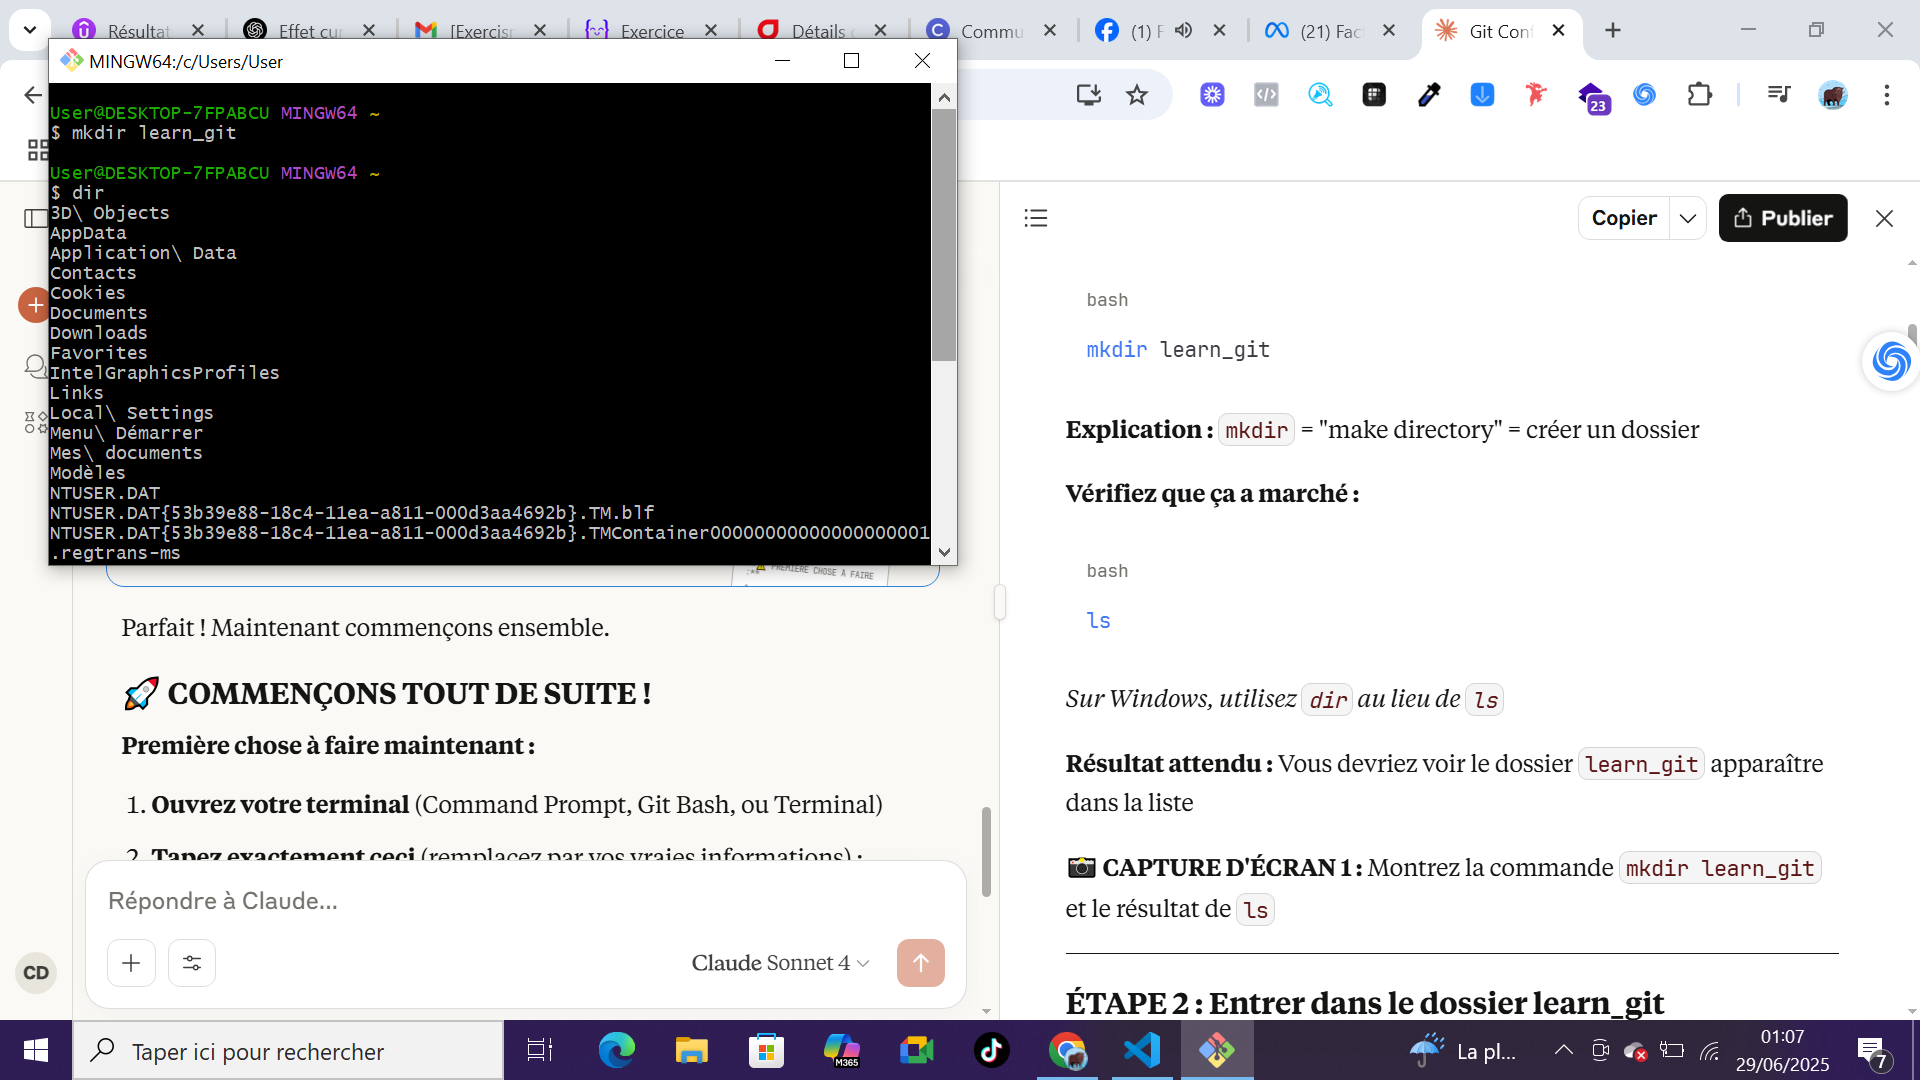 Résultat
Effet cu
[Exercis
Exercice
Détails
Commu
(1) F
(21) Fac
Git Conf
MINGW64:/c/Users/User
User@DESKTOP-7FPABCU MINGW64 ~
$ mkdir learn_git
User@DESKTOP-7FPABCU MINGW64 ~
$ dir
3D\ Objects
AppData
Application\ Data
Contacts
Cookies
Documents
Downloads
Favorites
IntelGraphicsProfiles
Links
Local\ Settings
Menu\ Démarrer
Mes\ documents
Modèles
NTUSER.DAT
NTUSER.DAT{53b39e88-18c4-11ea-a811-000d3aa4692b}.TM.blf
NTUSER.DAT{53b39e88-18c4-11ea-a811-000d3aa4692b}.TMContainer00000000000000000001
.regtrans-ms
23
PREMIÈRE CHOSE À FAIRE
Parfait ! Maintenant commençons ensemble.
🚀 COMMENÇONS TOUT DE SUITE !
Première chose à faire maintenant :
1. Ouvrez votre terminal (Command Prompt, Git Bash, ou Terminal)
2. Tapez exactement ceci (remplacez par vos vraies informations) :
Répondre à Claude...
Claude Sonnet 4
CD
Copier
Publier
bash
mkdir learn_git
Explication : mkdir = "make directory" = créer un dossier
Vérifiez que ça a marché :
bash
ls
Sur Windows, utilisez dir au lieu de ls
Résultat attendu : Vous devriez voir le dossier learn_git apparaître
dans la liste
📷 CAPTURE D'ÉCRAN 1 : Montrez la commande mkdir learn_git
et le résultat de ls
ÉTAPE 2 : Entrer dans le dossier learn_git
Taper ici pour rechercher
M365
La pl...
01:07
29/06/2025
7